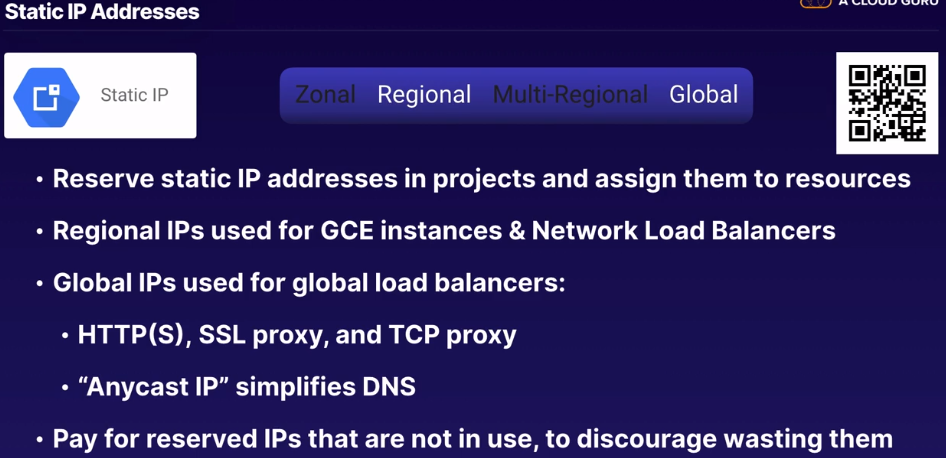 Static IP Addresses
A CLOUD GURU
Static IP
Zonal Regional Multi-Regional Global
• Reserve static IP addresses in projects and assign them to resources
• Regional IPs used for GCE instances & Network Load Balancers
• Global IPs used for global load balancers:
• HTTP(S), SSL proxy, and TCP proxy
• “Anycast IP” simplifies DNS
• Pay for reserved IPs that are not in use, to discourage wasting them